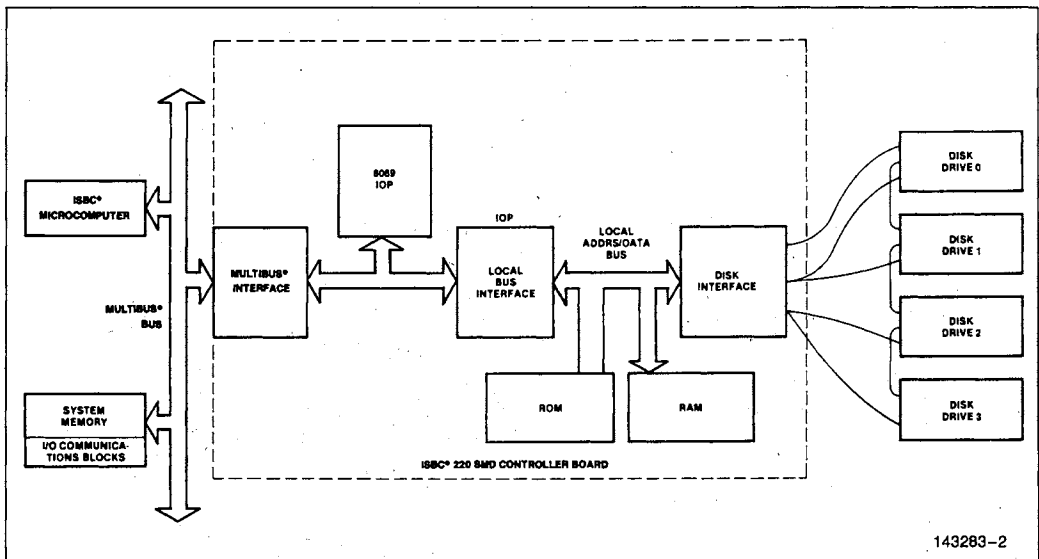 ISBC®
MICROCOMPUTER
MULTIBUS®
BUS
SYSTEM
MEMORY
I/O COMMUNICA-
TIONS BLOCKS
MULTIBUS®
INTERFACE
8089
IOP
IOP
LOCAL
BUS
INTERFACE
LOCAL
ADDRS/DATA
BUS
DISK
INTERFACE
ROM
RAM
ISBC® 220 SMD CONTROLLER BOARD
DISK
DRIVE 0
DISK
DRIVE 1
DISK
DRIVE 2
DISK
DRIVE 3
143283-2